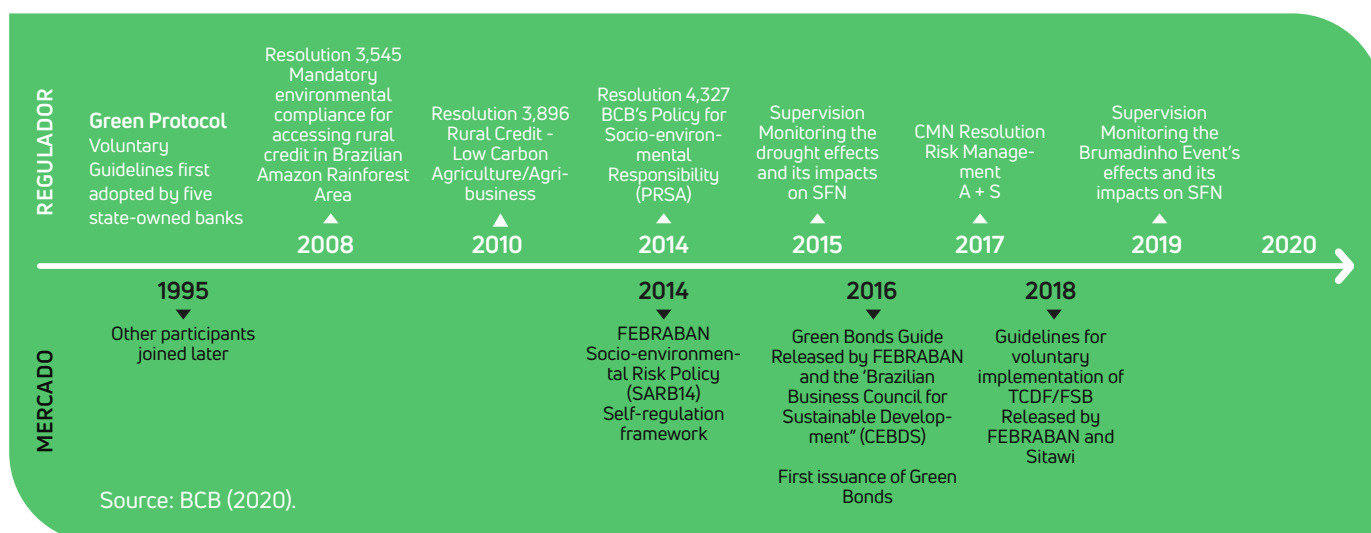 REGULADOR
Green Protocol
Voluntary
Guidelines first
adopted by five
state-owned banks
Resolution 3,545
Mandatory
environmental
compliance for
accessing rural
credit in Brazilian
Amazon Rainforest
Area
2008
Resolution 3,896
Rural Credit -
Low Carbon
Agriculture/Agri-
business
2010
Resolution 4,327
BCB's Policy for
Socio-environ-
mental
Responsibility
(PRSA)
2014
Supervision
Monitoring the
drought effects
and its impacts
on SFN
2015
CMN Resolution
Risk Manage-
ment
A + S
2017
Supervision
Monitoring the
Brumadinho Event's
effects and its
impacts on SFN
2019
2020
MERCADO
1995
Other participants
joined later
2014
FEBRABAN
Socio-environmen-
tal Risk Policy
(SARB14)
Self-regulation
framework
2016
Green Bonds Guide
Released by FEBRABAN
and the 'Brazilian
Business Council for
Sustainable Develop-
ment" (CEBDS)
First issuance of Green
Bonds
2018
Guidelines for
voluntary
implementation of
TCDF/FSB
Released by
FEBRABAN and
Sitawi
Source: BCB (2020).